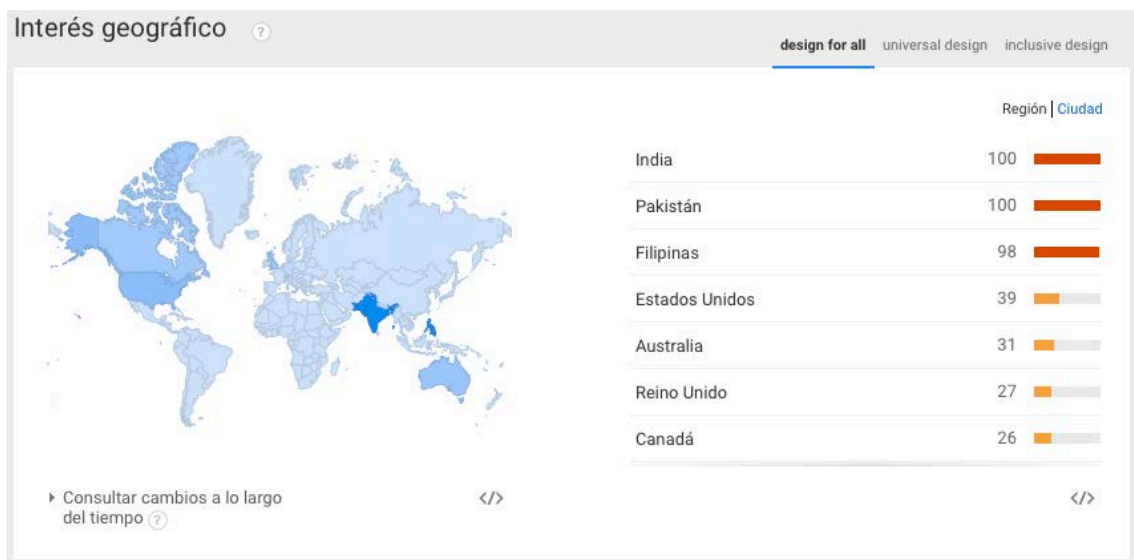 Interés geográfico ?
design for all universal design inclusive design
Región | Ciudad
India 100
Pakistán 100
Filipinas 98
Estados Unidos 39
Australia 31
Reino Unido 27
Canadá 26
Consultar cambios a lo largo
del tiempo ?
</>
</>